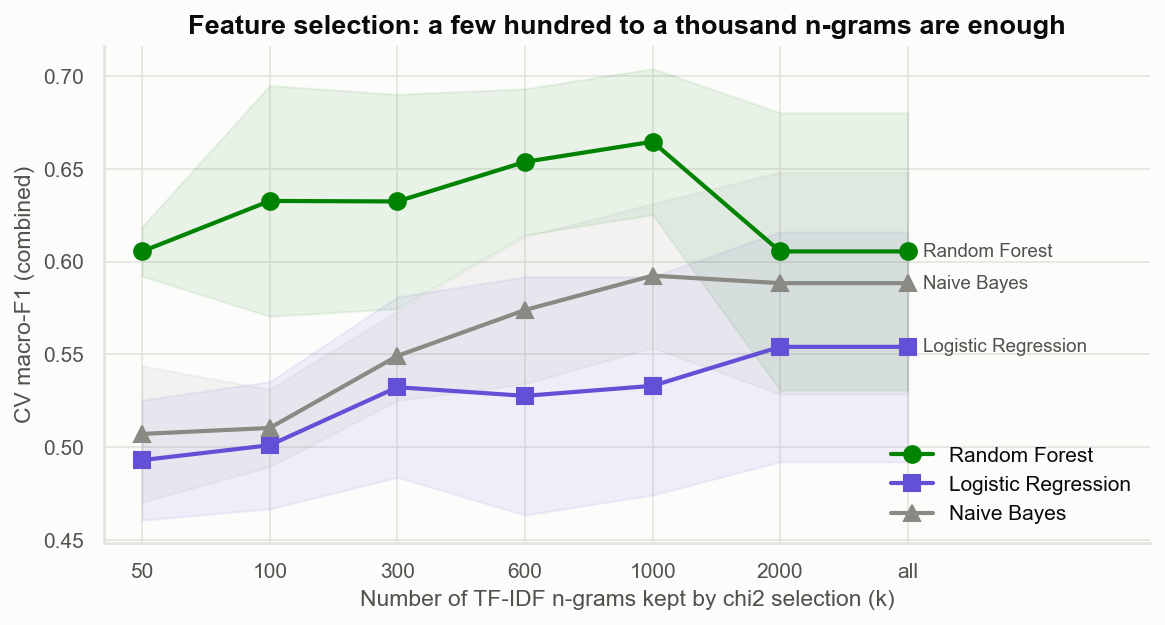 Feature selection: a few hundred to a thousand n-grams are enough
CV macro-F1 (combined)
0.70
0.65
0.60
0.55
0.50
0.45
Random Forest
Naive Bayes
Logistic Regression
Random Forest
Logistic Regression
Naive Bayes
50 100 300 600 1000 2000 all
Number of TF-IDF n-grams kept by chi2 selection (k)